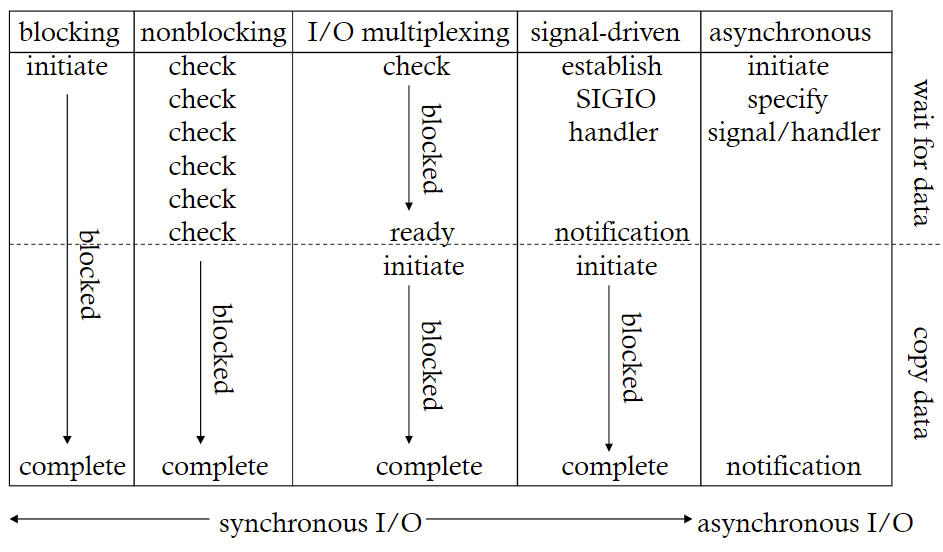 blocking nonblocking I/O multiplexing signal-driven asynchronous
initiate check check establish initiate
check SIGIO specify
check handler signal/handler
check
check
check ready notification
blocked
wait for data
initiate initiate
blocked
blocked
blocked
blocked
copy data
complete complete complete complete notification
synchronous I/O asynchronous I/O